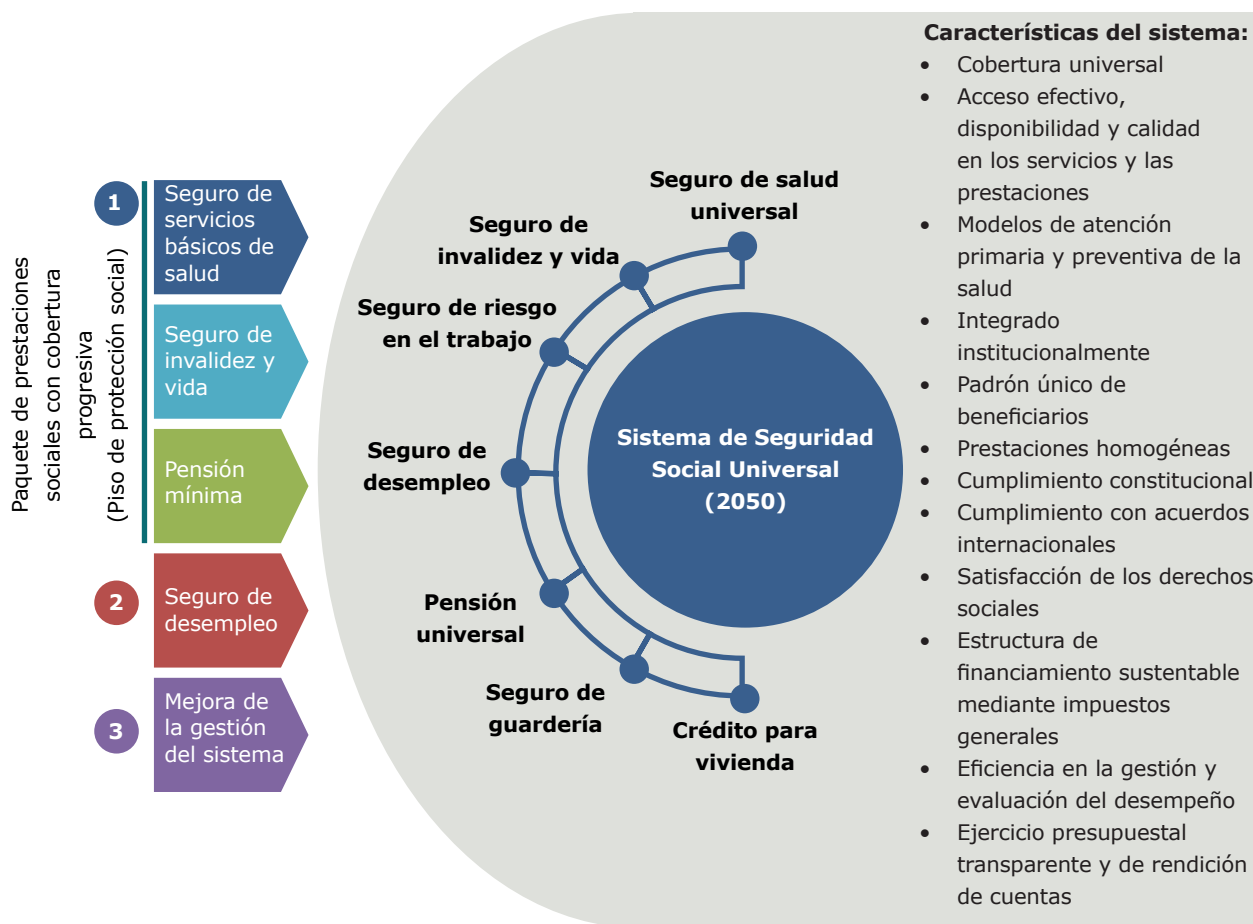 Paquete de prestaciones
sociales con cobertura
progresiva
(Piso de protección social)
1
Seguro de
servicios
básicos de
salud
Seguro de
invalidez y
vida
Pensión
mínima
2
Seguro de
desempleo
3
Mejora de
la gestión
del sistema
Seguro de salud
universal
Seguro de
invalidez y vida
Seguro de riesgo
en el trabajo
Seguro de
desempleo
Pensión
universal
Seguro de
guardería
Crédito para
vivienda
Sistema de Seguridad
Social Universal
(2050)
Características del sistema:
• Cobertura universal
• Acceso efectivo,
disponibilidad y calidad
en los servicios y las
prestaciones
• Modelos de atención
primaria y preventiva de la
salud
• Integrado
institucionalmente
• Padrón único de
beneficiarios
• Prestaciones homogéneas
• Cumplimiento constitucional
• Cumplimiento con acuerdos
internacionales
• Satisfacción de los derechos
sociales
• Estructura de
financiamiento sustentable
mediante impuestos
generales
• Eficiencia en la gestión y
evaluación del desempeño
• Ejercicio presupuestal
transparente y de rendición
de cuentas